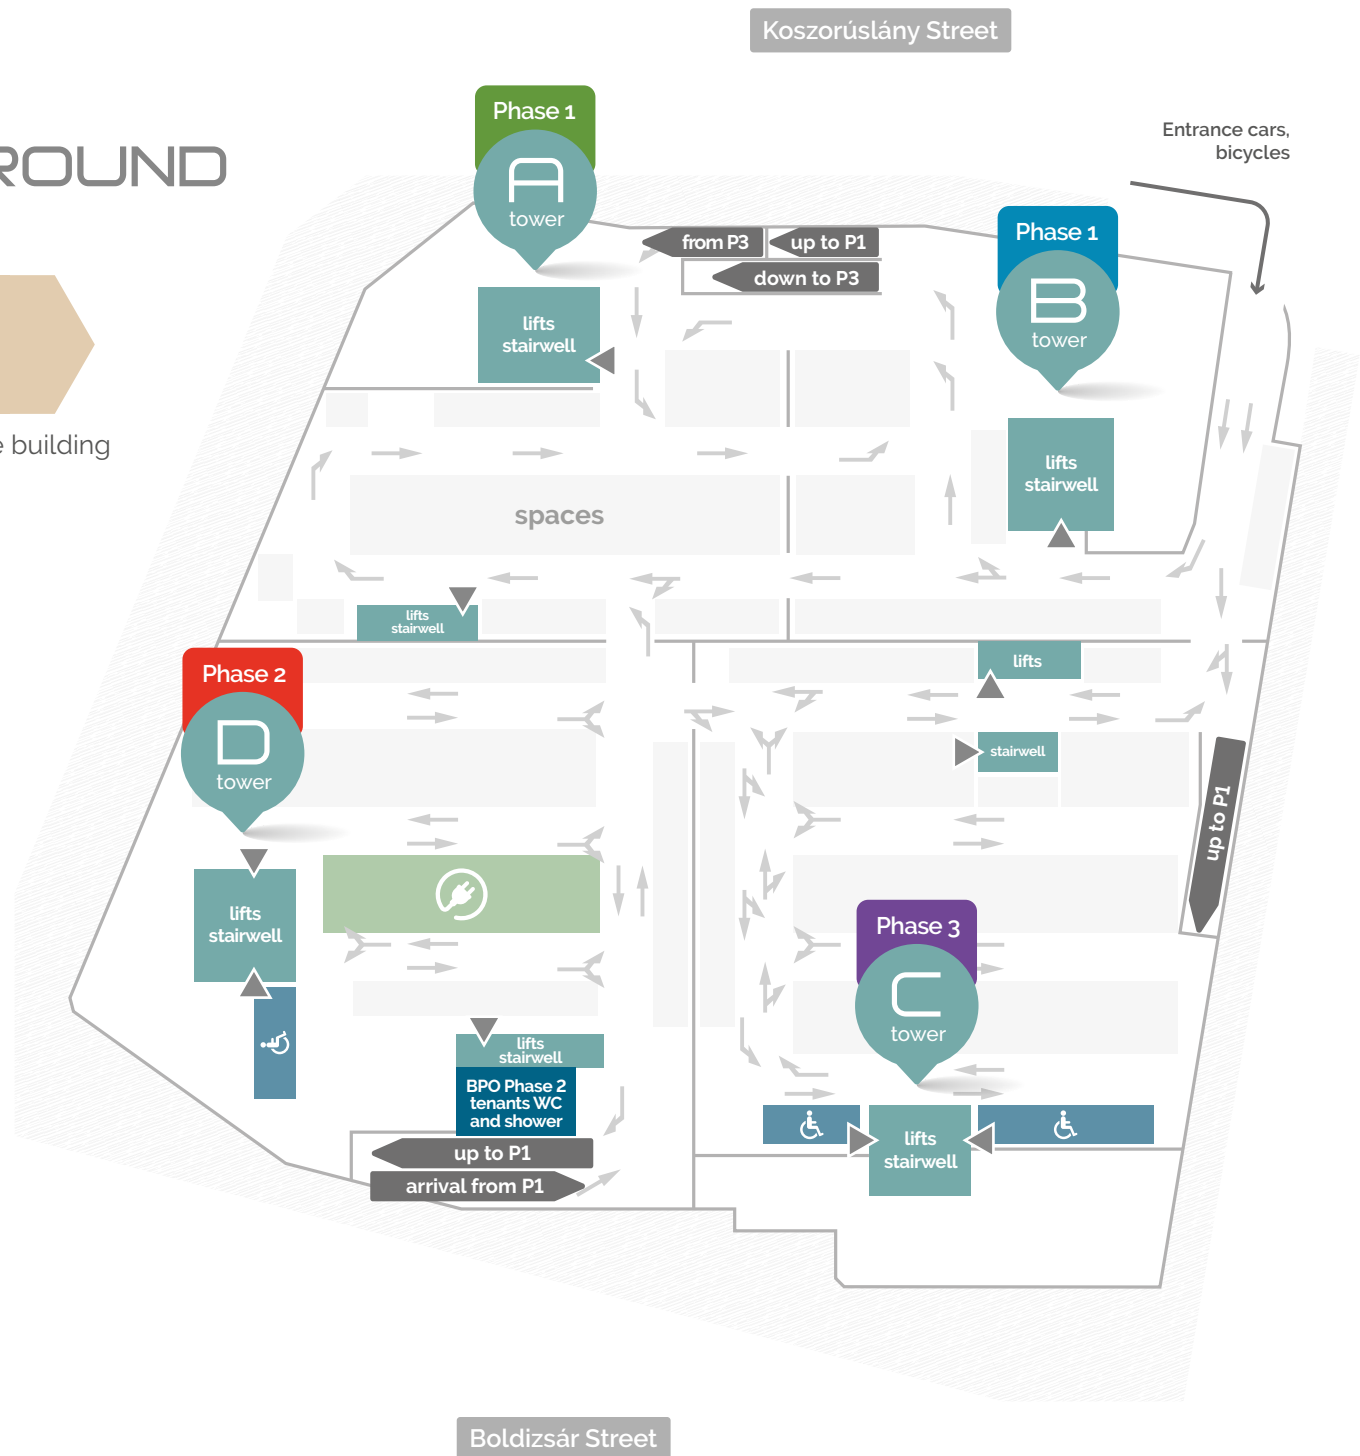 Koszorúslány Street
Phase 1
A
tower
ROUND
Entrance cars,
bicycles
Phase 1
B
tower
from P3
up to P1
down to P3
lifts
stairwell
e building
lifts
stairwell
spaces
lifts
stairwell
Phase 2
D
tower
lifts
stairwell
up to P1
lifts
stairwell
Phase 3
C
tower
lifts
stairwell
BPO Phase 2
tenants WC
and shower
lifts
stairwell
up to P1
arrival from P1
Boldizsár Street